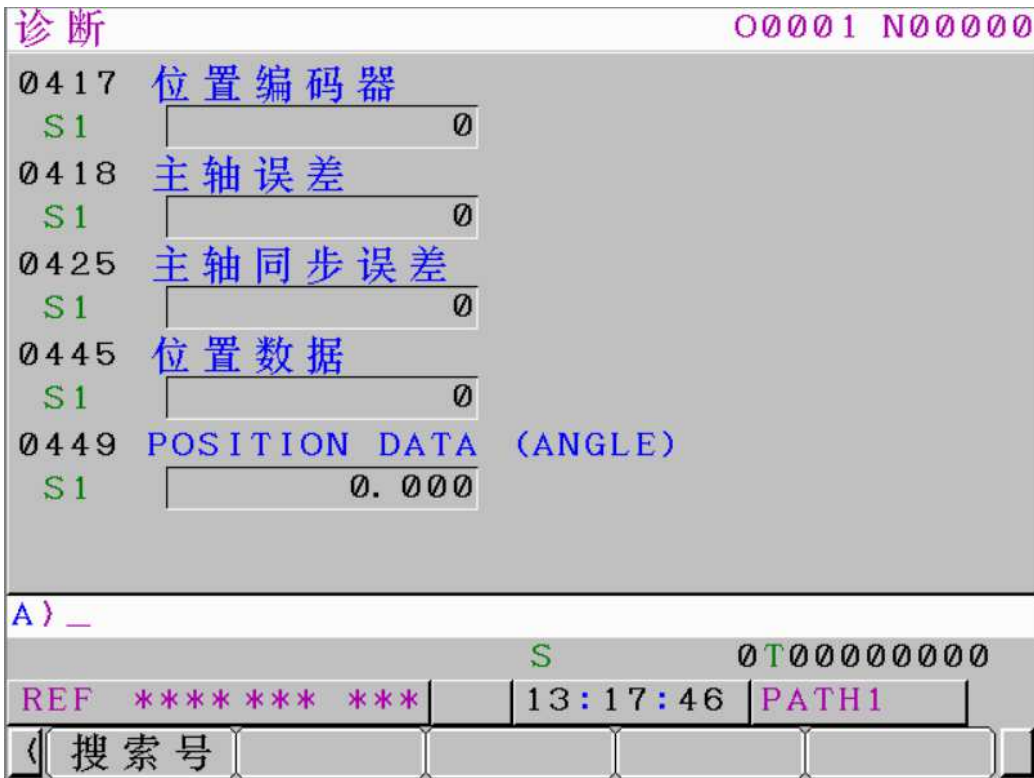 诊断 O0001 N00000
0417 位置编码器
S1 0
0418 主轴误差
S1 0
0425 主轴同步误差
S1 0
0445 位置数据
S1 0
0449 POSITION DATA (ANGLE)
S1 0.000
A)_
S 0T00000000
REF **** *** *** 13:17:46 PATH1
( 搜索号